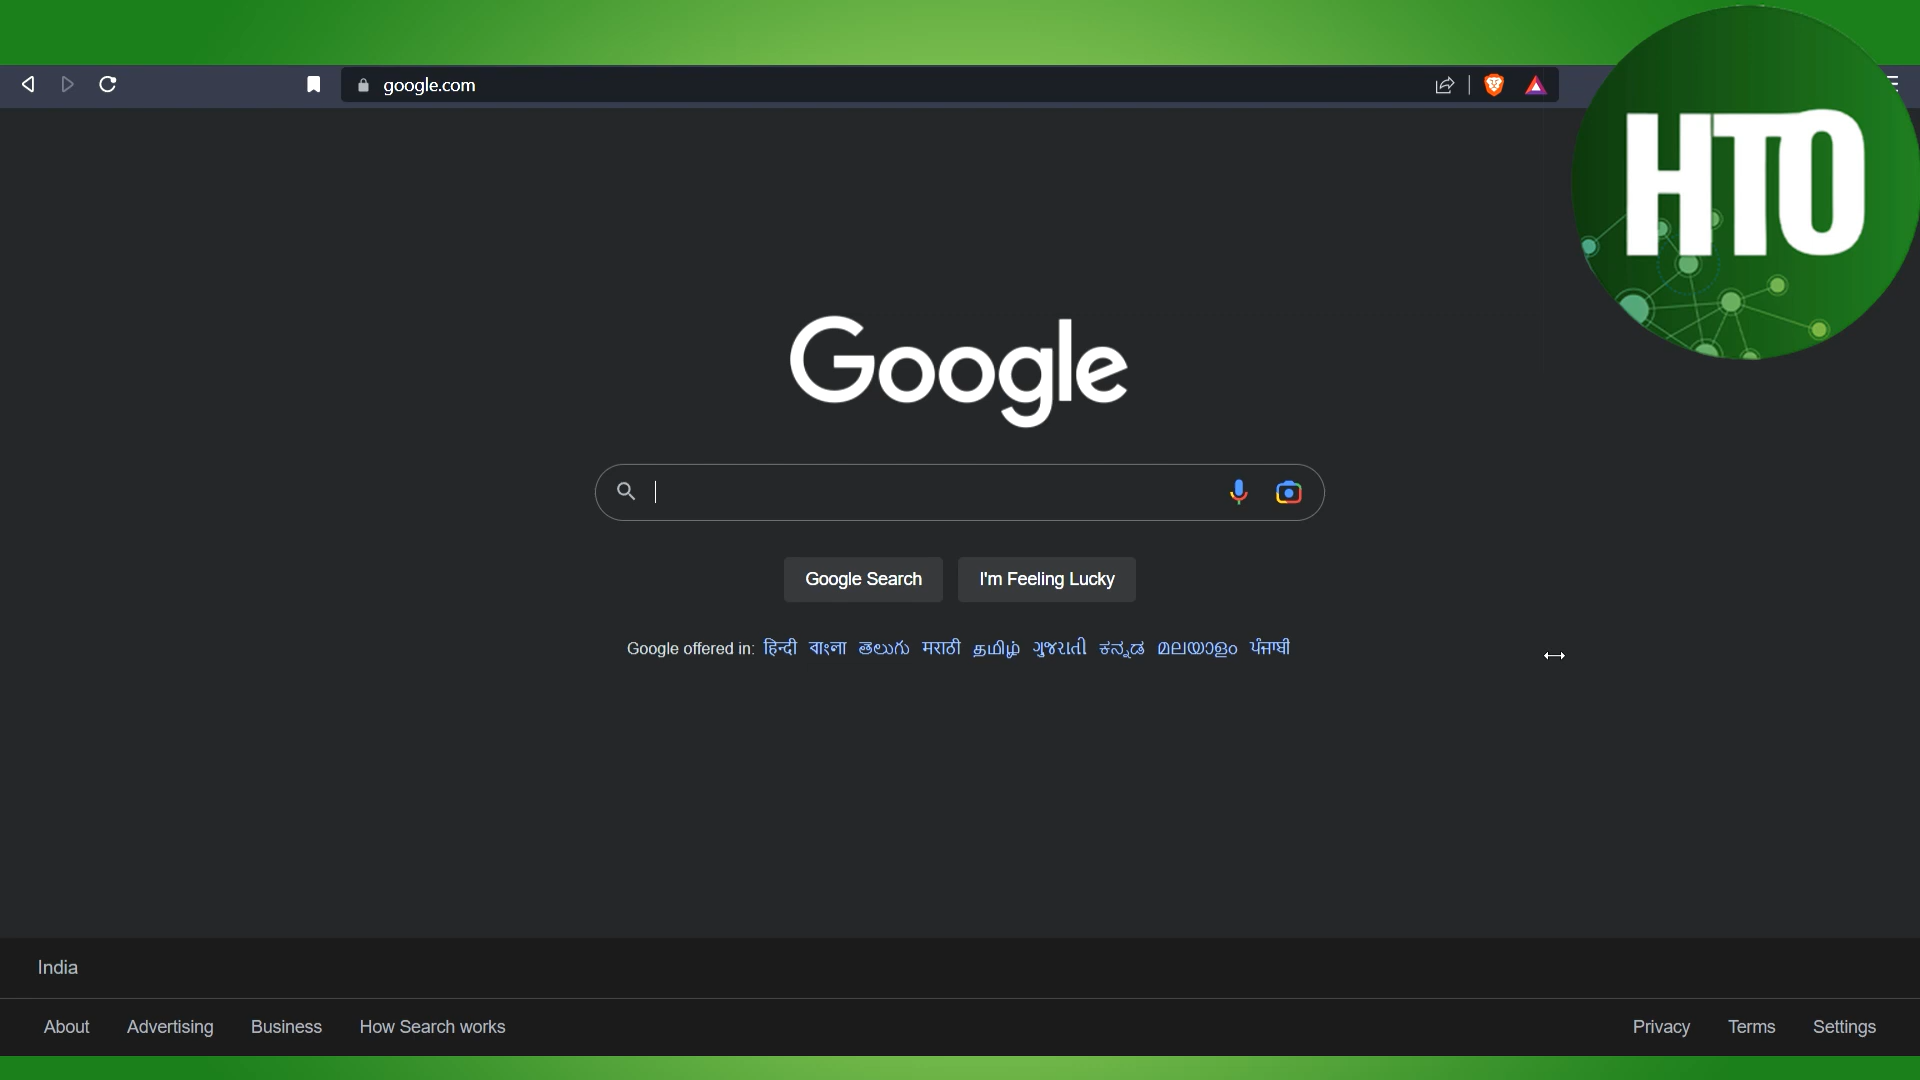 google.com
HTO
Google
Google Search
I'm Feeling Lucky
Google offered in: हिन्दी বাংলা తెలుగు मराठी தமிழ் ગુજરાતી ಕನ್ನಡ മലയാളം ਪੰਜਾਬੀ
India
About Advertising Business How Search works
Privacy Terms Settings